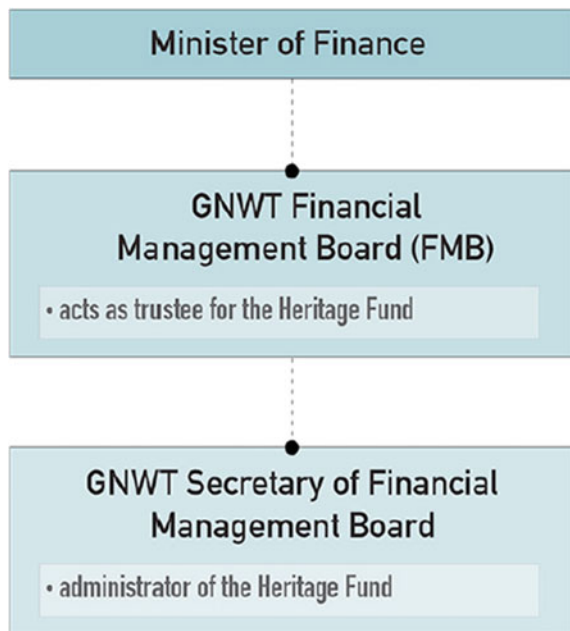 Minister of Finance
GNWT Financial
Management Board (FMB)
• acts as trustee for the Heritage Fund
GNWT Secretary of Financial
Management Board
• administrator of the Heritage Fund